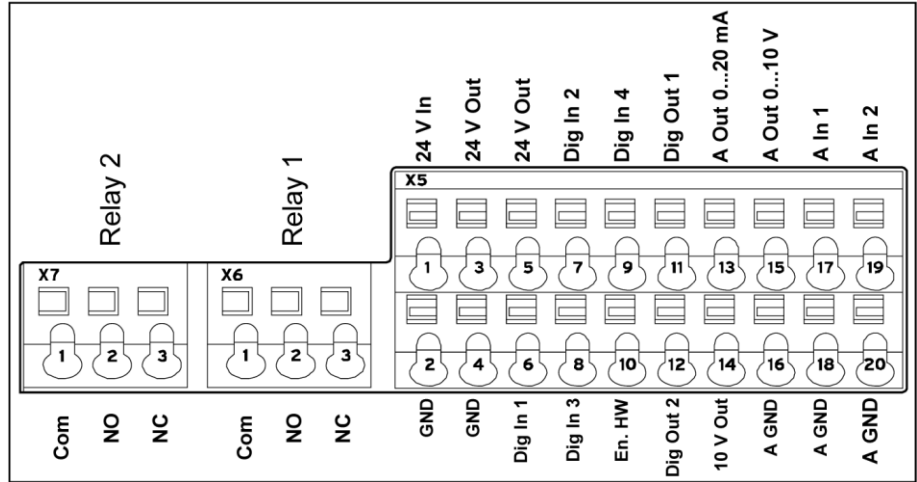 24 V In
24 V Out
24 V Out
Dig In 2
Dig In 4
Dig Out 1
A Out 0...20 mA
A Out 0...10 V
A In 1
A In 2
Relay 2
Relay 1
X5
1 3 5 7 9 11 13 15 17 19
X7
X6
1 2 3
1 2 3
2 4 6 8 10 12 14 16 18 20
Com
NO
NC
Com
NO
NC
GND
GND
Dig In 1
Dig In 3
En. HW
Dig Out 2
10 V Out
A GND
A GND
A GND